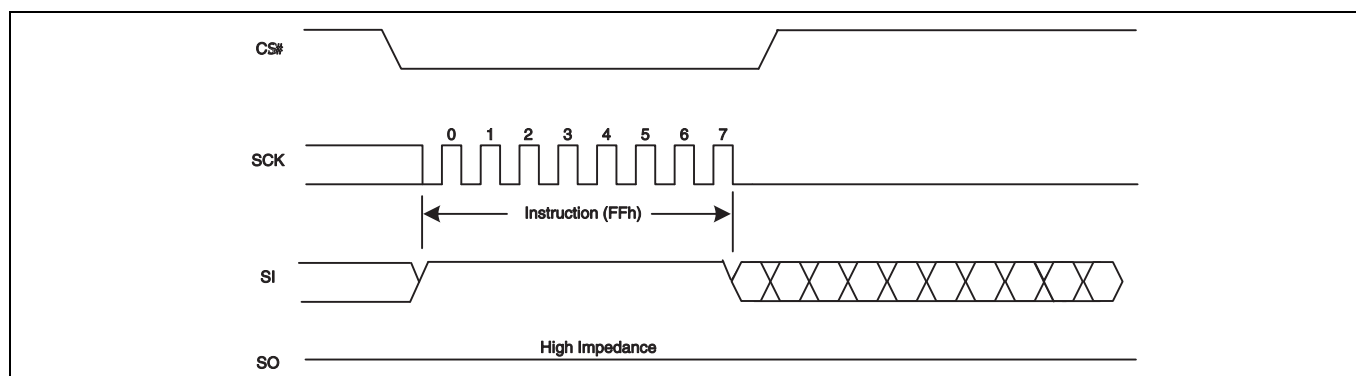 CS#
0 1 2 3 4 5 6 7
SCK
Instruction (FFh)
SI
High Impedance
SO